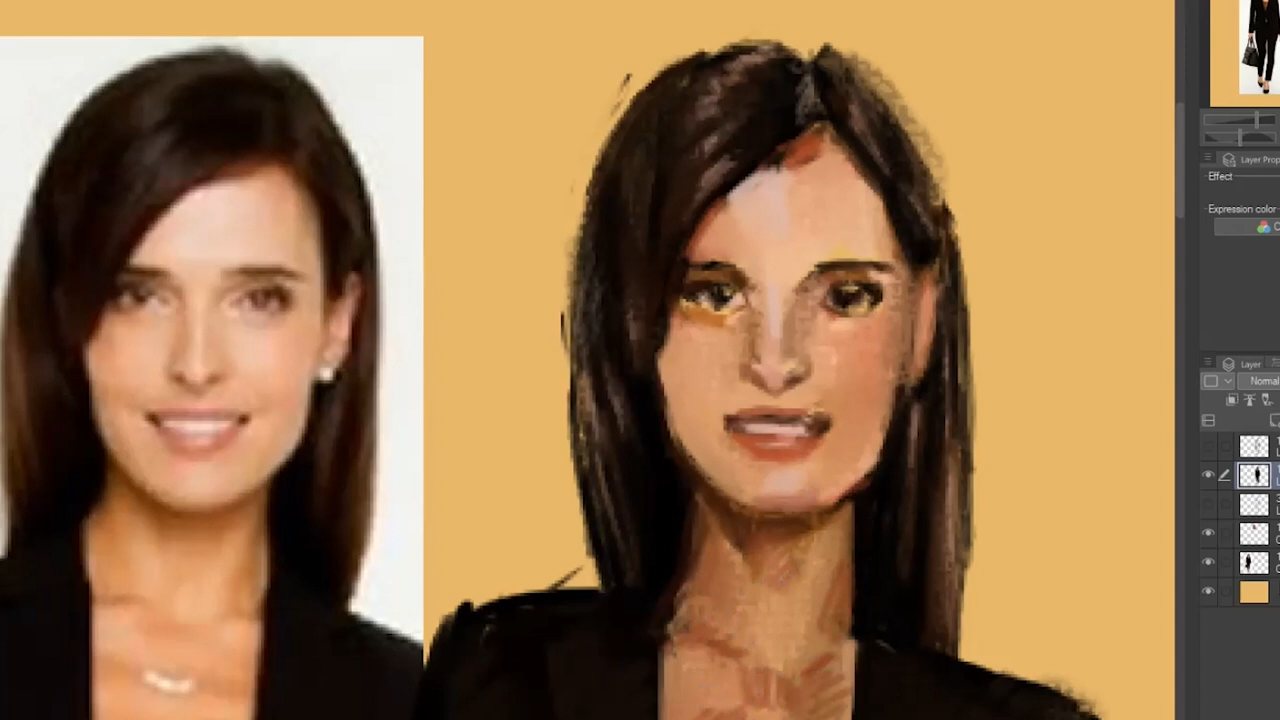 Layer Prop
Effect
Expression color
Layer
Normal